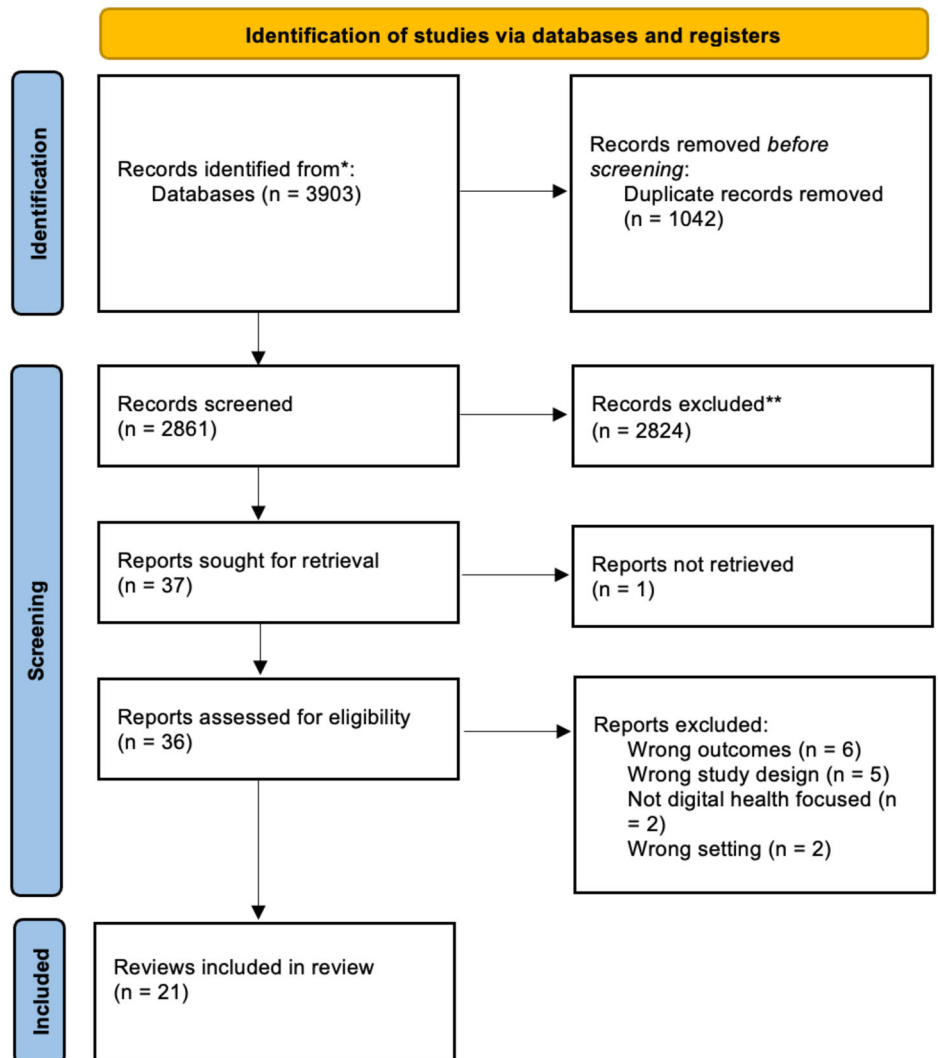 Identification of studies via databases and registers
Identification
Records identified from*:
Databases (n = 3903)
Records removed before
screening:
Duplicate records removed
(n = 1042)
Screening
Records screened
(n = 2861)
Records excluded**
(n = 2824)
Reports sought for retrieval
(n = 37)
Reports not retrieved
(n = 1)
Reports assessed for eligibility
(n = 36)
Reports excluded:
Wrong outcomes (n = 6)
Wrong study design (n = 5)
Not digital health focused (n
= 2)
Wrong setting (n = 2)
Included
Reviews included in review
(n = 21)